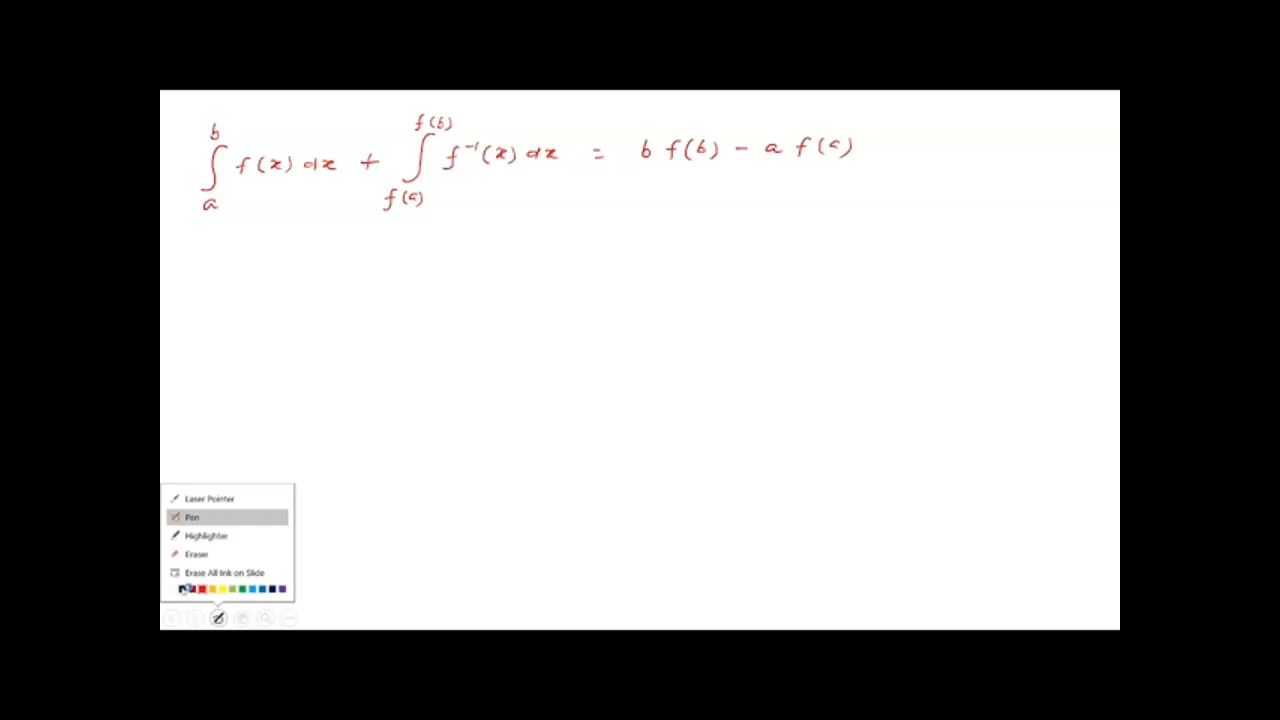 ∫_a^b f(x) dx + ∫_{f(a)}^{f(b)} f⁻¹(x) dx = b f(b) - a f(a)
Laser Pointer
Pen
Highlighter
Eraser
Erase All Ink on Slide